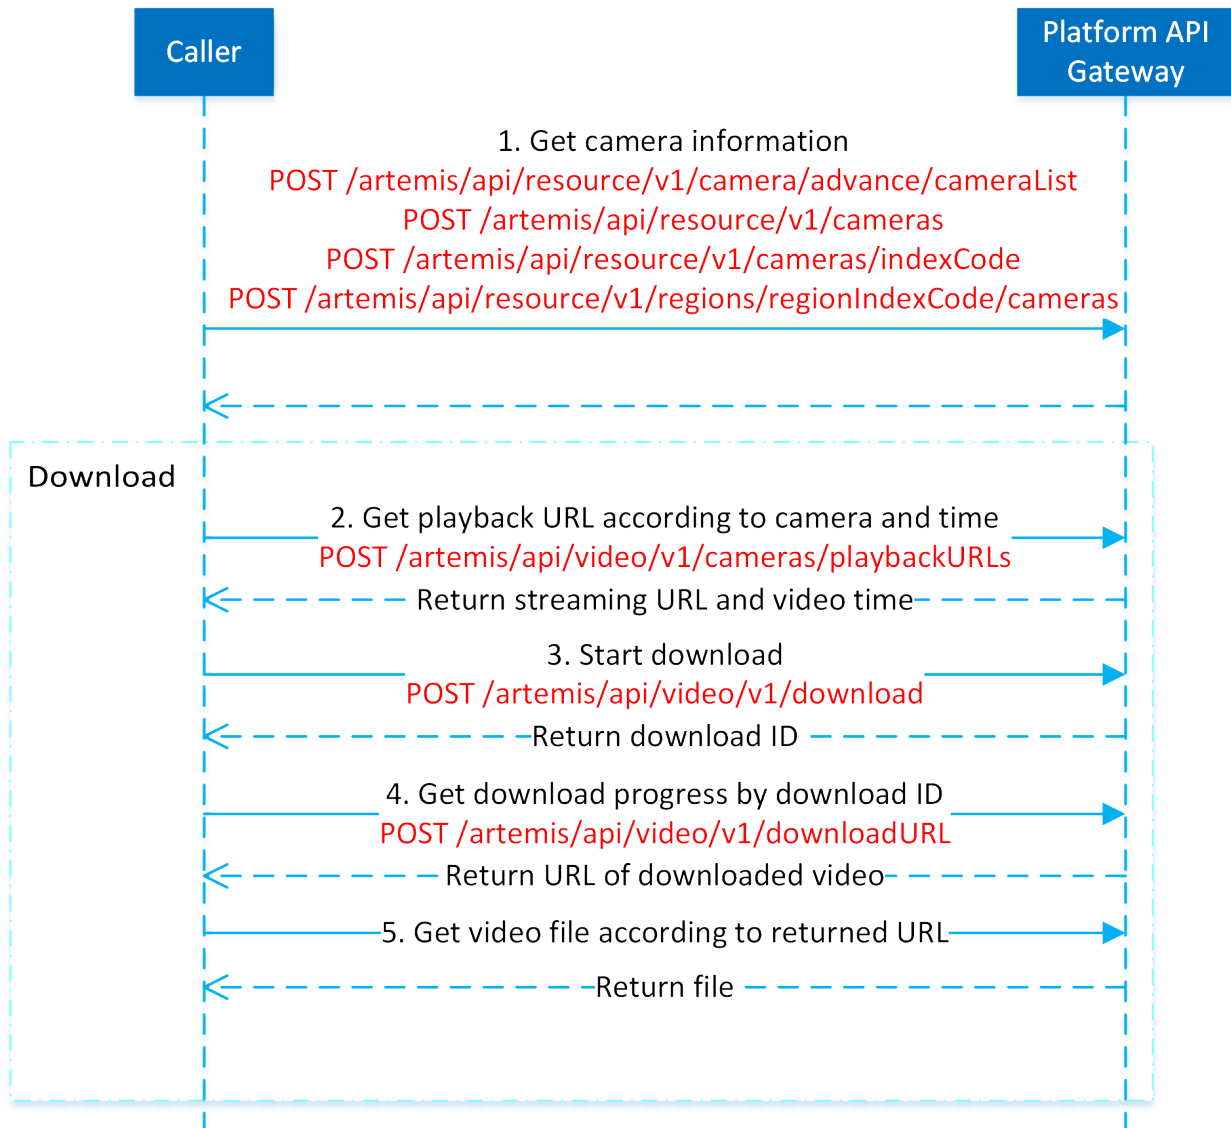 Caller
Platform API
Gateway
1. Get camera information
POST /artemis/api/resource/v1/camera/advance/cameraList
POST /artemis/api/resource/v1/cameras
POST /artemis/api/resource/v1/cameras/indexCode
POST /artemis/api/resource/v1/regions/regionIndexCode/cameras
Download
2. Get playback URL according to camera and time
POST /artemis/api/video/v1/cameras/playbackURLs
Return streaming URL and video time
3. Start download
POST /artemis/api/video/v1/download
Return download ID
4. Get download progress by download ID
POST /artemis/api/video/v1/downloadURL
Return URL of downloaded video
5. Get video file according to returned URL
Return file